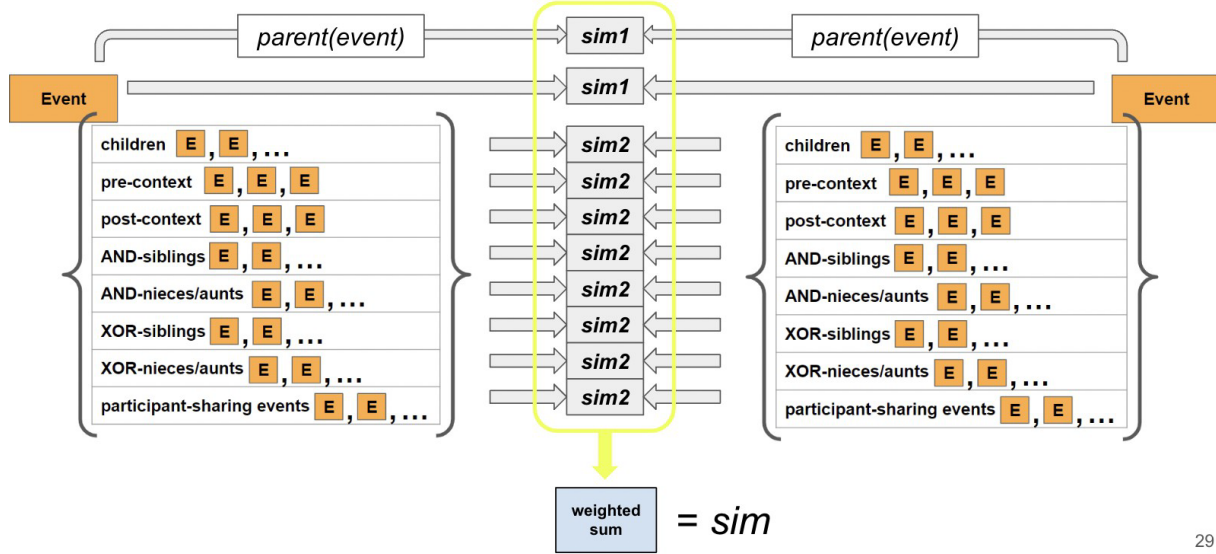 parent(event) sim1 parent(event)
Event sim1 Event
children E , E , ... sim2 children E , E , ...
pre-context E , E , E sim2 pre-context E , E , E
post-context E , E , E sim2 post-context E , E , E
AND-siblings E , E , ... sim2 AND-siblings E , E , ...
AND-nieces/aunts E , E , ... sim2 AND-nieces/aunts E , E , ...
XOR-siblings E , E , ... sim2 XOR-siblings E , E , ...
XOR-nieces/aunts E , E , ... sim2 XOR-nieces/aunts E , E , ...
participant-sharing events E , E , ... sim2 participant-sharing events E , E , ...
weighted
sum = sim
29